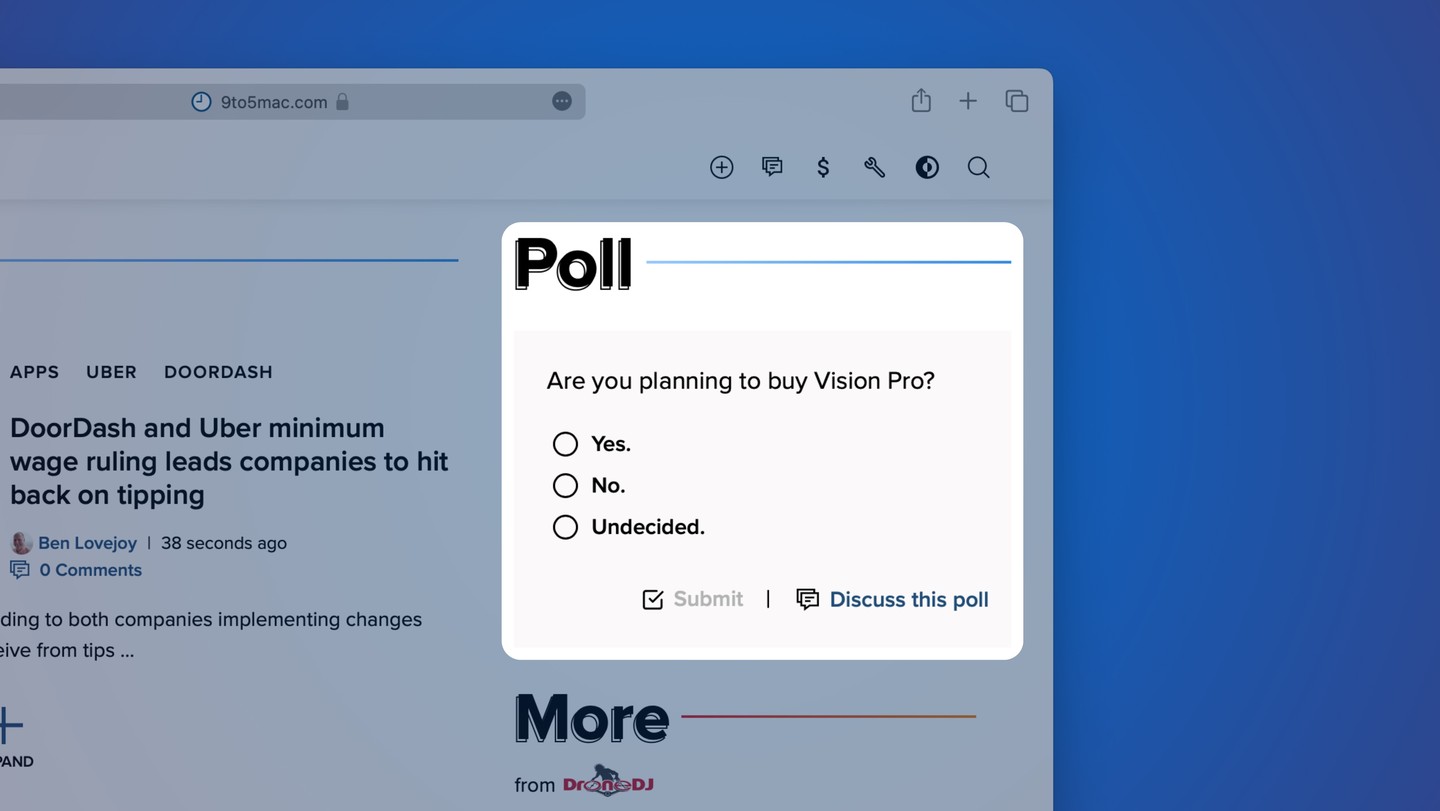 9to5mac.com
Poll
Are you planning to buy Vision Pro?
Yes.
No.
Undecided.
Submit | Discuss this poll
APPS UBER DOORDASH
DoorDash and Uber minimum
wage ruling leads companies to hit
back on tipping
Ben Lovejoy | 38 seconds ago
0 Comments
ding to both companies implementing changes
eive from tips ...
PAND
More
from DroneDJ